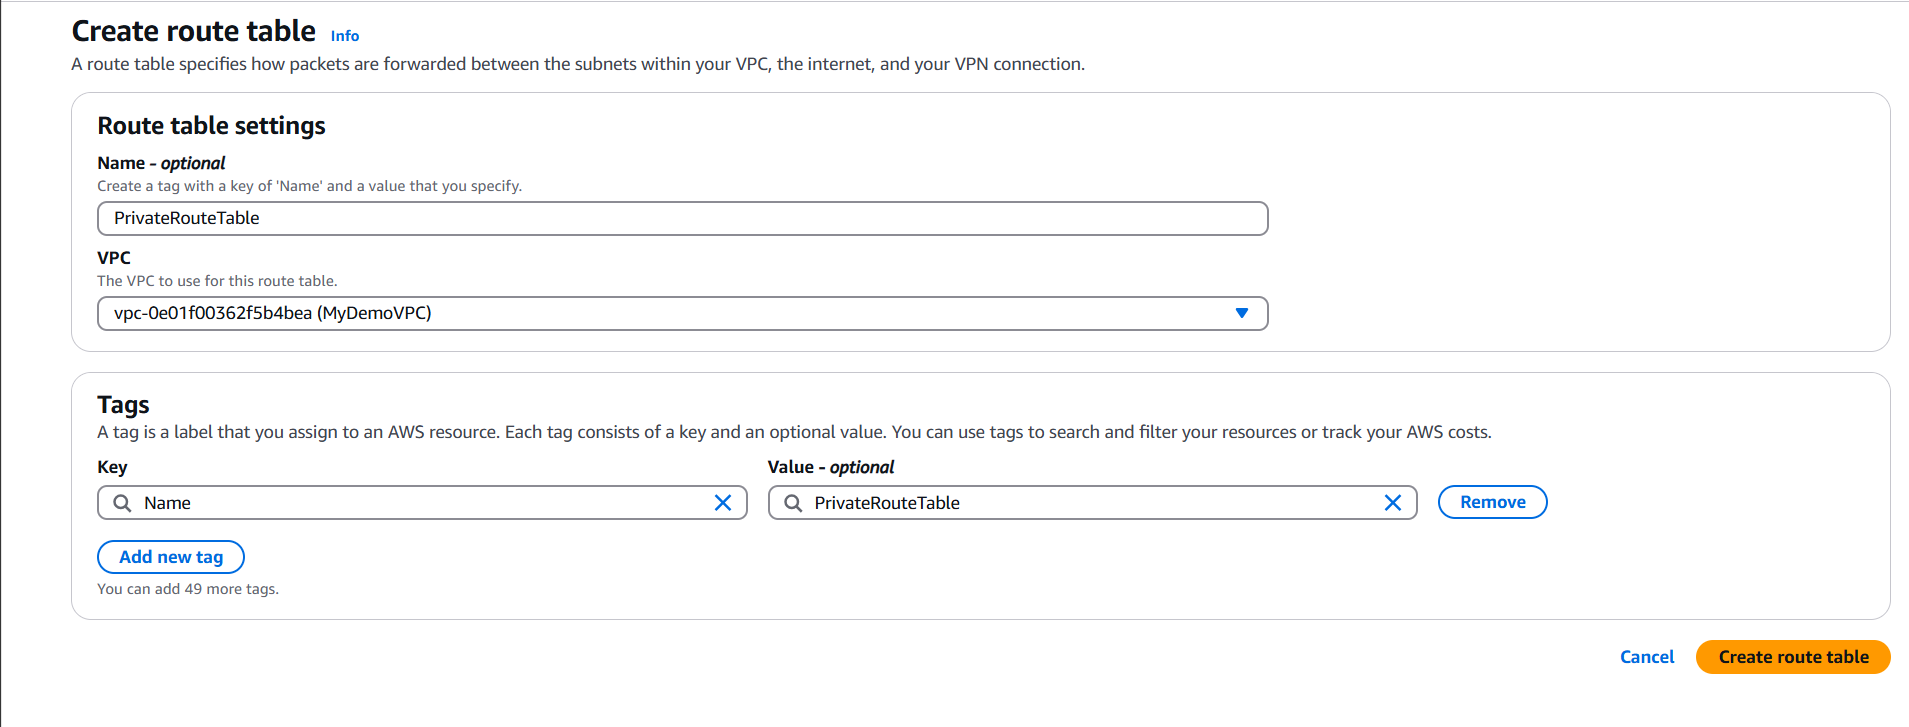 Create route table Info
A route table specifies how packets are forwarded between the subnets within your VPC, the internet, and your VPN connection.
Route table settings
Name - optional
Create a tag with a key of 'Name' and a value that you specify.
PrivateRouteTable
VPC
The VPC to use for this route table.
vpc-0e01f00362f5b4bea (MyDemoVPC)
Tags
A tag is a label that you assign to an AWS resource. Each tag consists of a key and an optional value. You can use tags to search and filter your resources or track your AWS costs.
Key Value - optional
Name PrivateRouteTable Remove
Add new tag
You can add 49 more tags.
Cancel Create route table